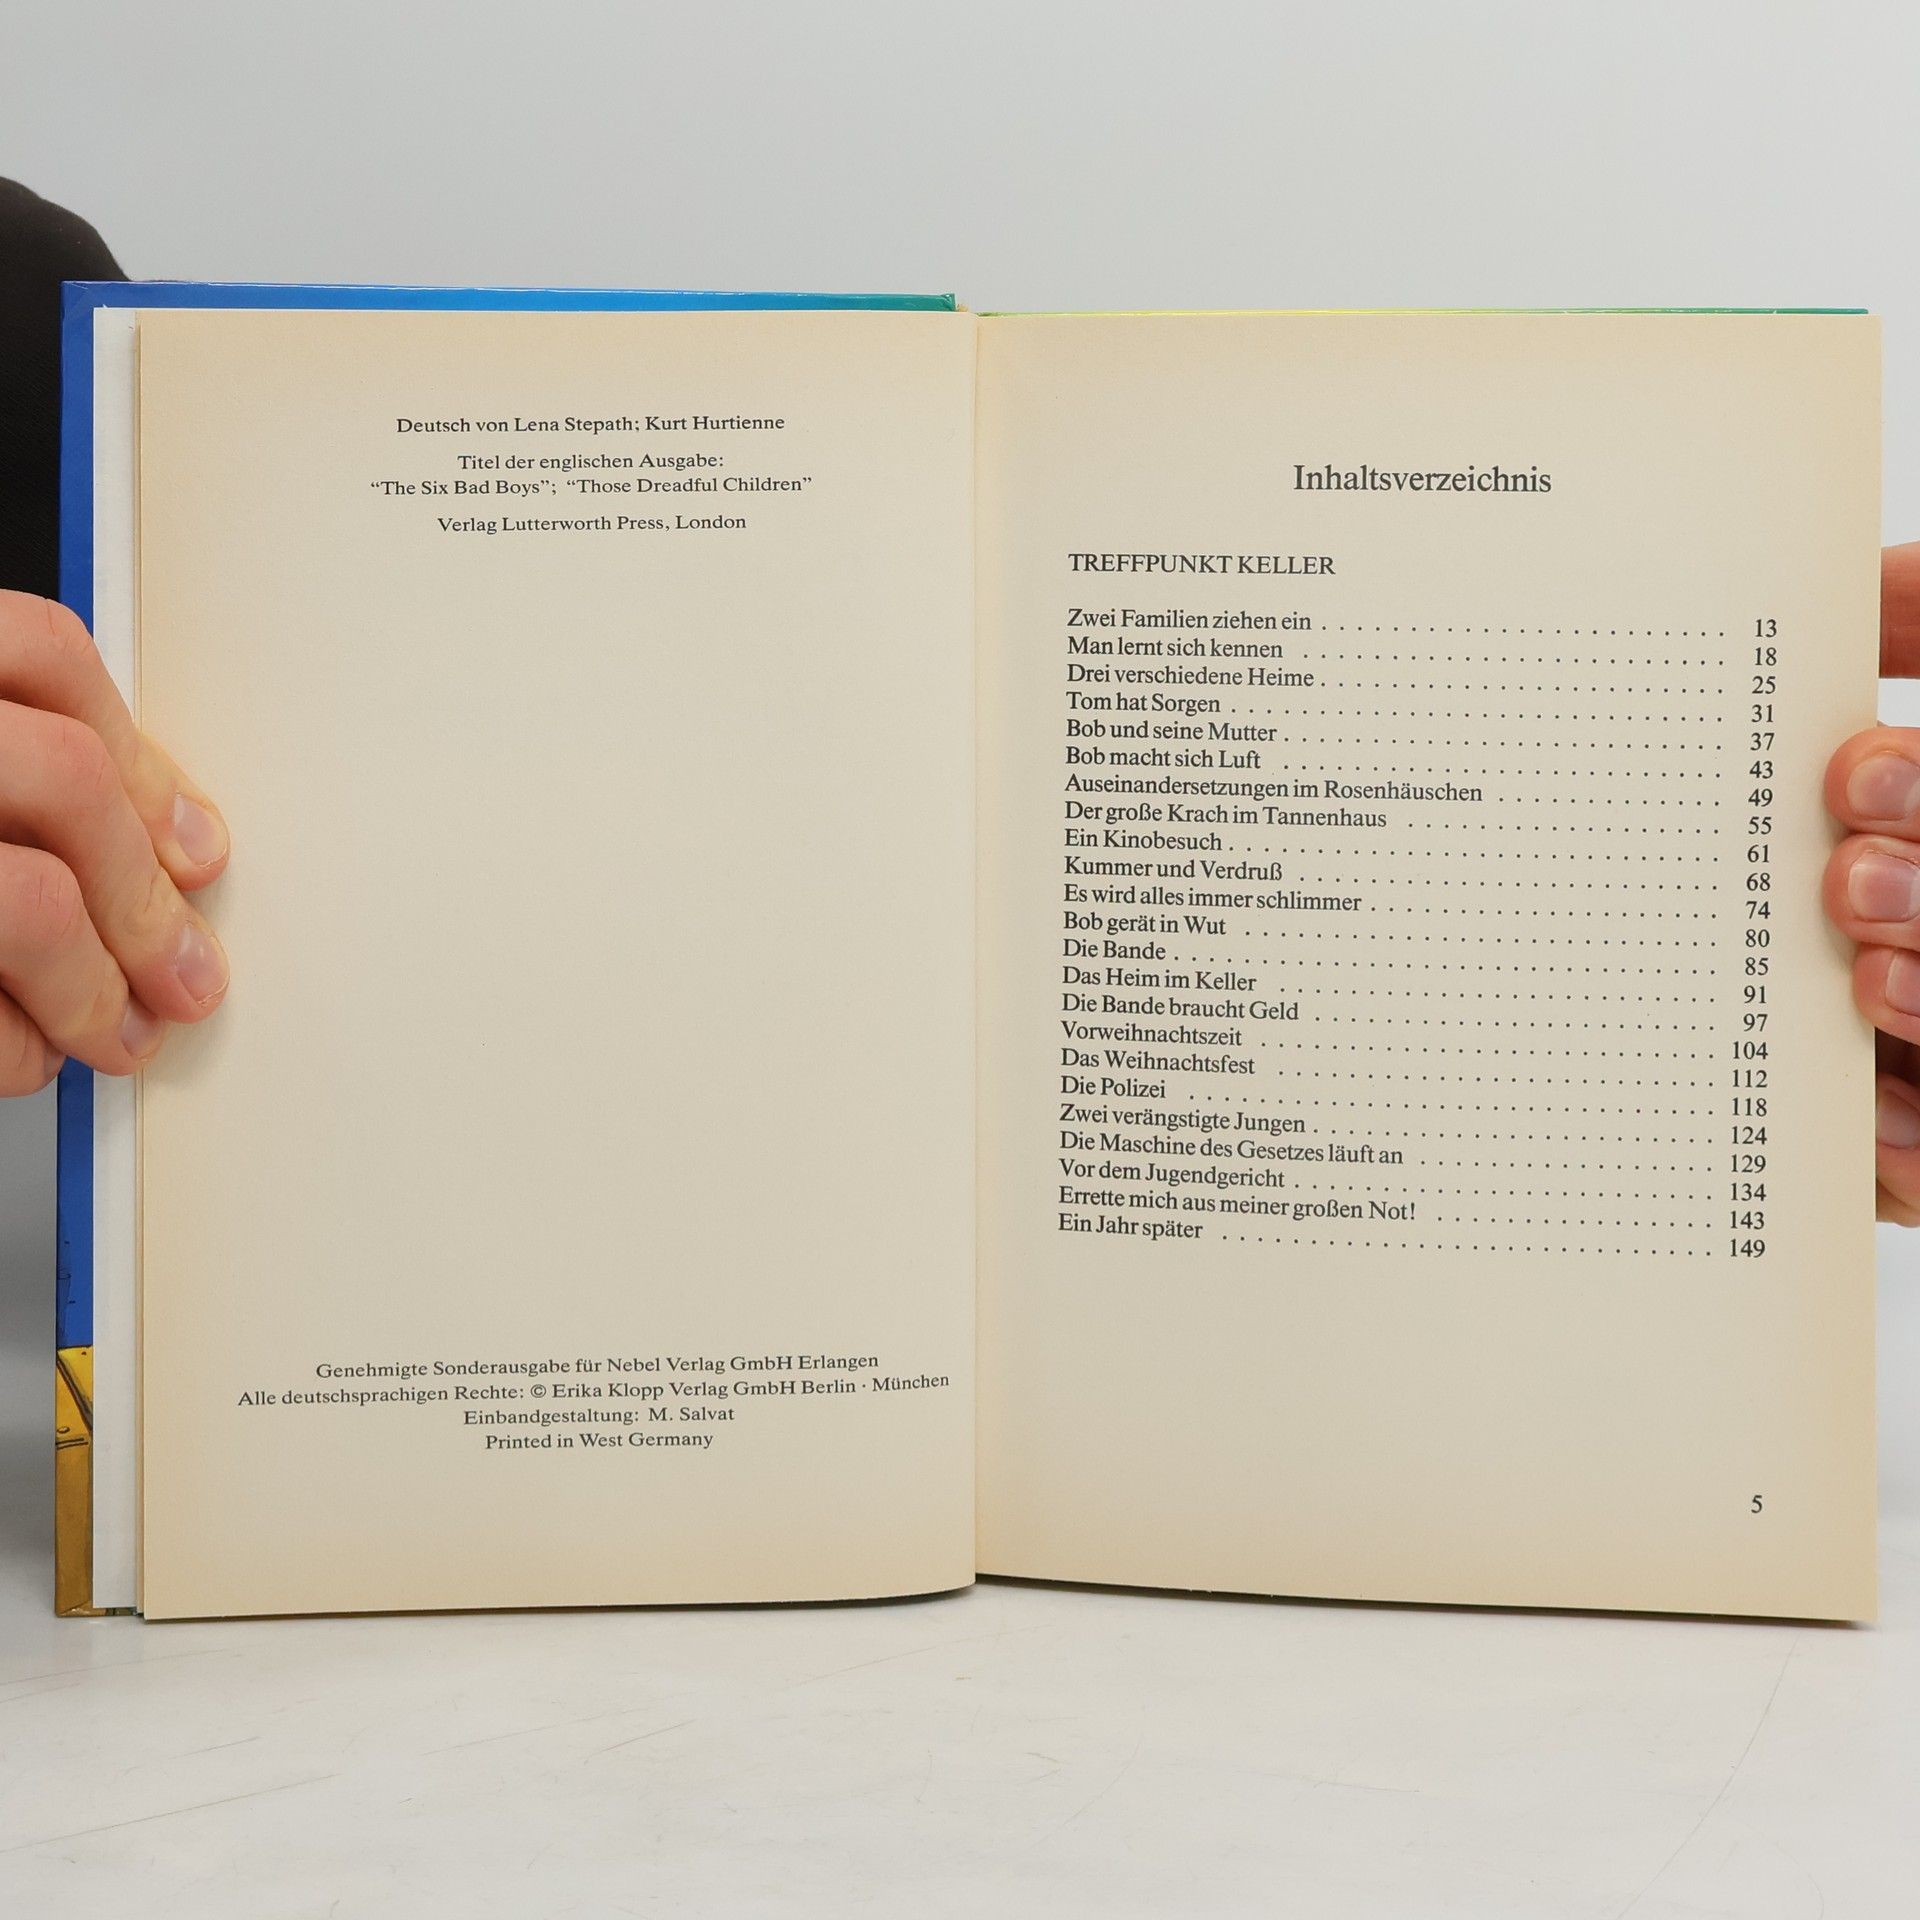 Deutsch von Lena Stepath; Kurt Hurtienne
Titel der englischen Ausgabe:
“The Six Bad Boys”; “Those Dreadful Children”
Verlag Lutterworth Press, London
Genehmigte Sonderausgabe für Nebel Verlag GmbH Erlangen
Alle deutschsprachigen Rechte: © Erika Klopp Verlag GmbH Berlin · München
Einbandgestaltung: M. Salvat
Printed in West Germany
Inhaltsverzeichnis
TREFFPUNKT KELLER
Zwei Familien ziehen ein . . . . . . . . . . . . . . . . . . . . . . . 13
Man lernt sich kennen . . . . . . . . . . . . . . . . . . . . . . . . 18
Drei verschiedene Heime . . . . . . . . . . . . . . . . . . . . . . . 25
Tom hat Sorgen . . . . . . . . . . . . . . . . . . . . . . . . . . . . 31
Bob und seine Mutter . . . . . . . . . . . . . . . . . . . . . . . . . 37
Bob macht sich Luft . . . . . . . . . . . . . . . . . . . . . . . . . 43
Auseinandersetzungen im Rosenhäuschen . . . . . . . . . . . . . 49
Der große Krach im Tannenhaus . . . . . . . . . . . . . . . . . . 55
Ein Kinobesuch . . . . . . . . . . . . . . . . . . . . . . . . . . . . 61
Kummer und Verdruß . . . . . . . . . . . . . . . . . . . . . . . . 68
Es wird alles immer schlimmer . . . . . . . . . . . . . . . . . . . . 74
Bob gerät in Wut . . . . . . . . . . . . . . . . . . . . . . . . . . . 80
Die Bande . . . . . . . . . . . . . . . . . . . . . . . . . . . . . . . 85
Das Heim im Keller . . . . . . . . . . . . . . . . . . . . . . . . . 91
Die Bande braucht Geld . . . . . . . . . . . . . . . . . . . . . . . 97
Vorweihnachtszeit . . . . . . . . . . . . . . . . . . . . . . . . . . 104
Das Weihnachtsfest . . . . . . . . . . . . . . . . . . . . . . . . . 112
Die Polizei . . . . . . . . . . . . . . . . . . . . . . . . . . . . . . 118
Zwei verängstigte Jungen . . . . . . . . . . . . . . . . . . . . . . . 124
Die Maschine des Gesetzes läuft an . . . . . . . . . . . . . . . . . 129
Vor dem Jugendgericht . . . . . . . . . . . . . . . . . . . . . . . . 134
Errette mich aus meiner großen Not! . . . . . . . . . . . . . . . . 143
Ein Jahr später . . . . . . . . . . . . . . . . . . . . . . . . . . . . 149
5